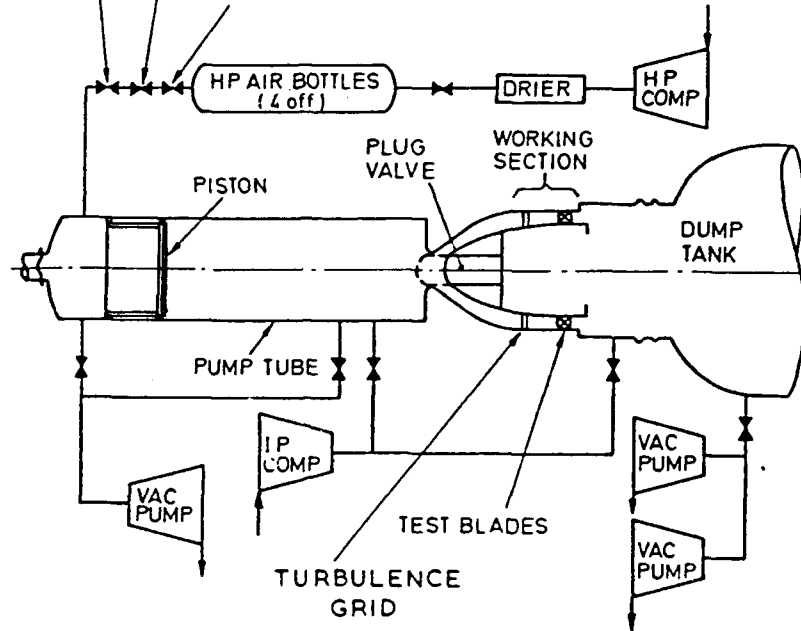 HP AIR BOTTLES
(4 off)
DRIER
HP
COMP
PLUG
VALVE
WORKING
SECTION
PISTON
DUMP
TANK
PUMP TUBE
IP
COMP
VAC
PUMP
TEST BLADES
TURBULENCE
GRID
VAC
PUMP
VAC
PUMP